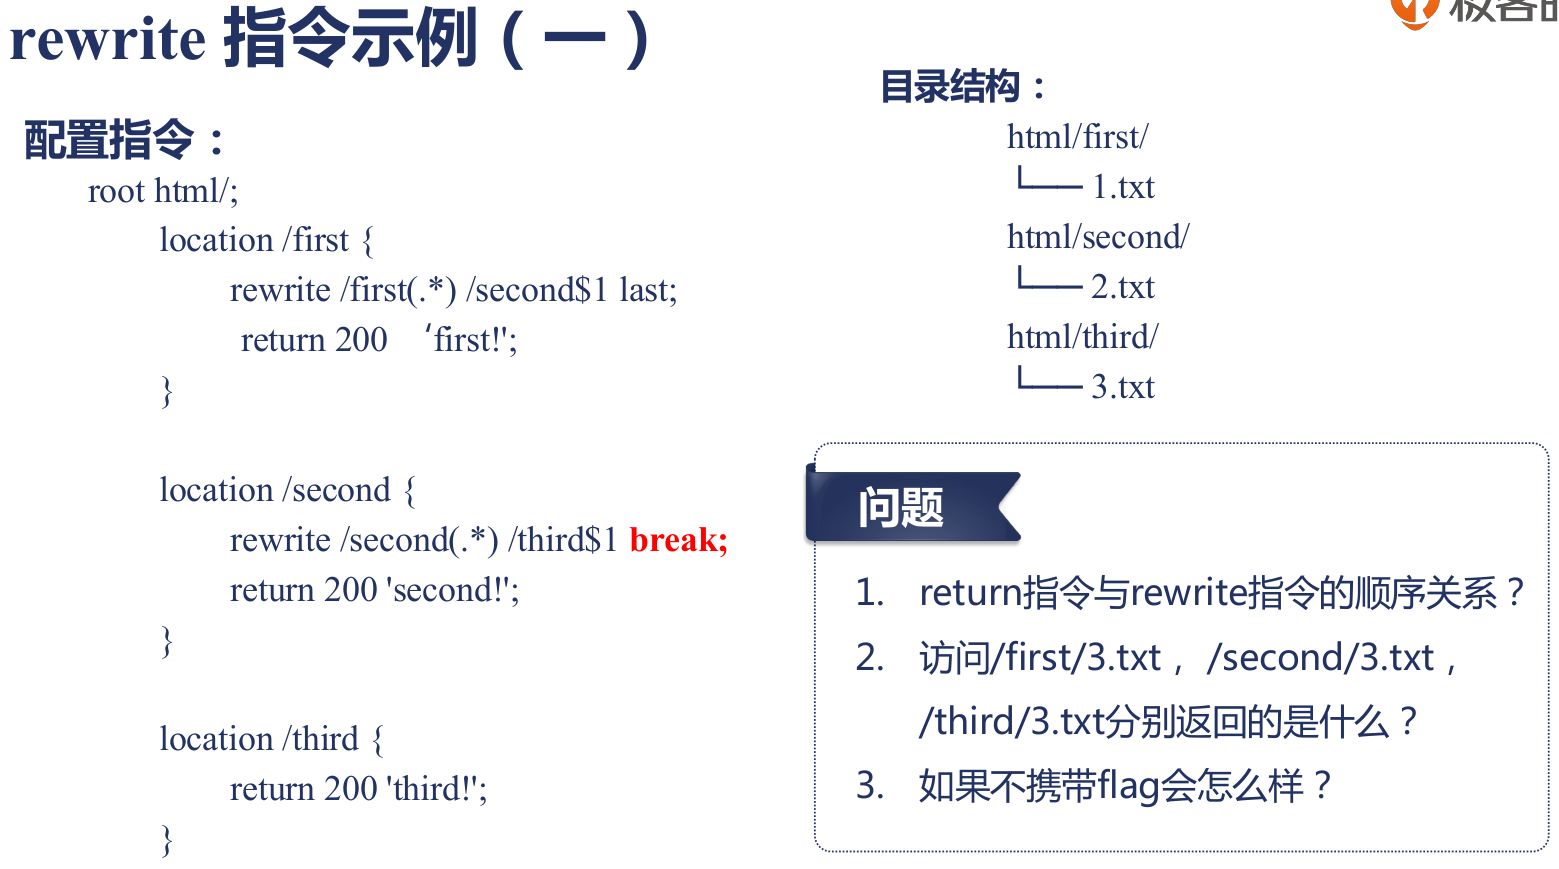 rewrite 指令示例（一）
配置指令：
root html/;
location /first {
rewrite /first(.*) /second$1 last;
return 200 ‘first!';
}
location /second {
rewrite /second(.*) /third$1 break;
return 200 'second!';
}
location /third {
return 200 'third!';
}
目录结构：
html/first/
└── 1.txt
html/second/
└── 2.txt
html/third/
└── 3.txt
问题
1. return指令与rewrite指令的顺序关系？
2. 访问/first/3.txt，/second/3.txt，
/third/3.txt分别返回的是什么？
3. 如果不携带flag会怎么样？